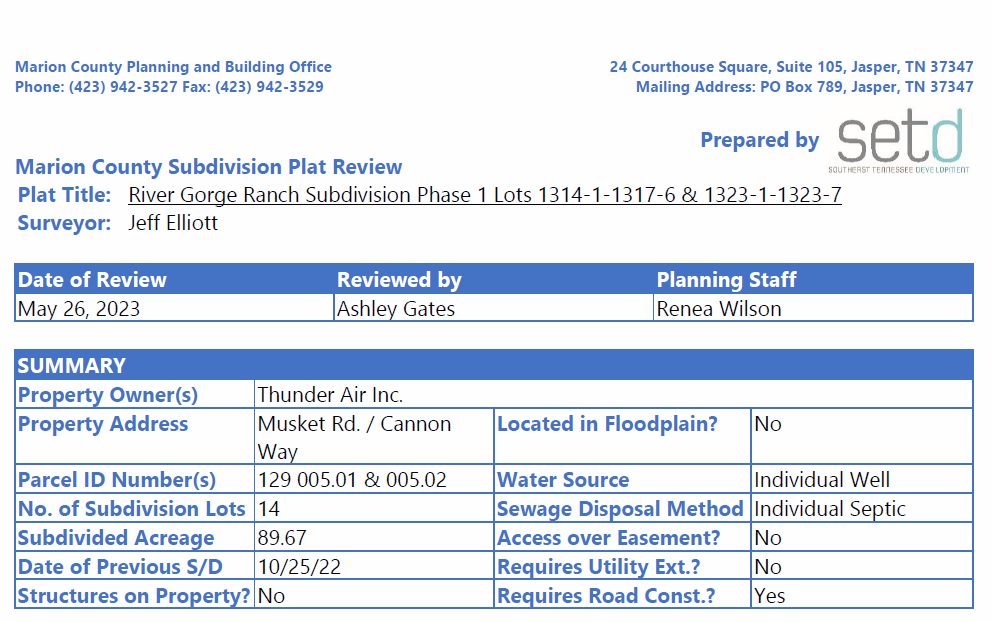 Marion County Planning and Building Office
Phone: (423) 942-3527 Fax: (423) 942-3529
24 Courthouse Square, Suite 105, Jasper, TN 37347
Mailing Address: PO Box 789, Jasper, TN 37347
Prepared by
setd
SOUTHEAST TENNESSEE DEVELOPMENT
Marion County Subdivision Plat Review
Plat Title: River Gorge Ranch Subdivision Phase 1 Lots 1314-1-1317-6 & 1323-1-1323-7
Surveyor: Jeff Elliott
Date of Review Reviewed by Planning Staff
May 26, 2023 Ashley Gates Renea Wilson
SUMMARY
Property Owner(s) Thunder Air Inc.
Property Address Musket Rd. / Cannon Located in Floodplain? No
Way
Parcel ID Number(s) 129 005.01 & 005.02 Water Source Individual Well
No. of Subdivision Lots 14 Sewage Disposal Method Individual Septic
Subdivided Acreage 89.67 Access over Easement? No
Date of Previous S/D 10/25/22 Requires Utility Ext.? No
Structures on Property? No Requires Road Const.? Yes